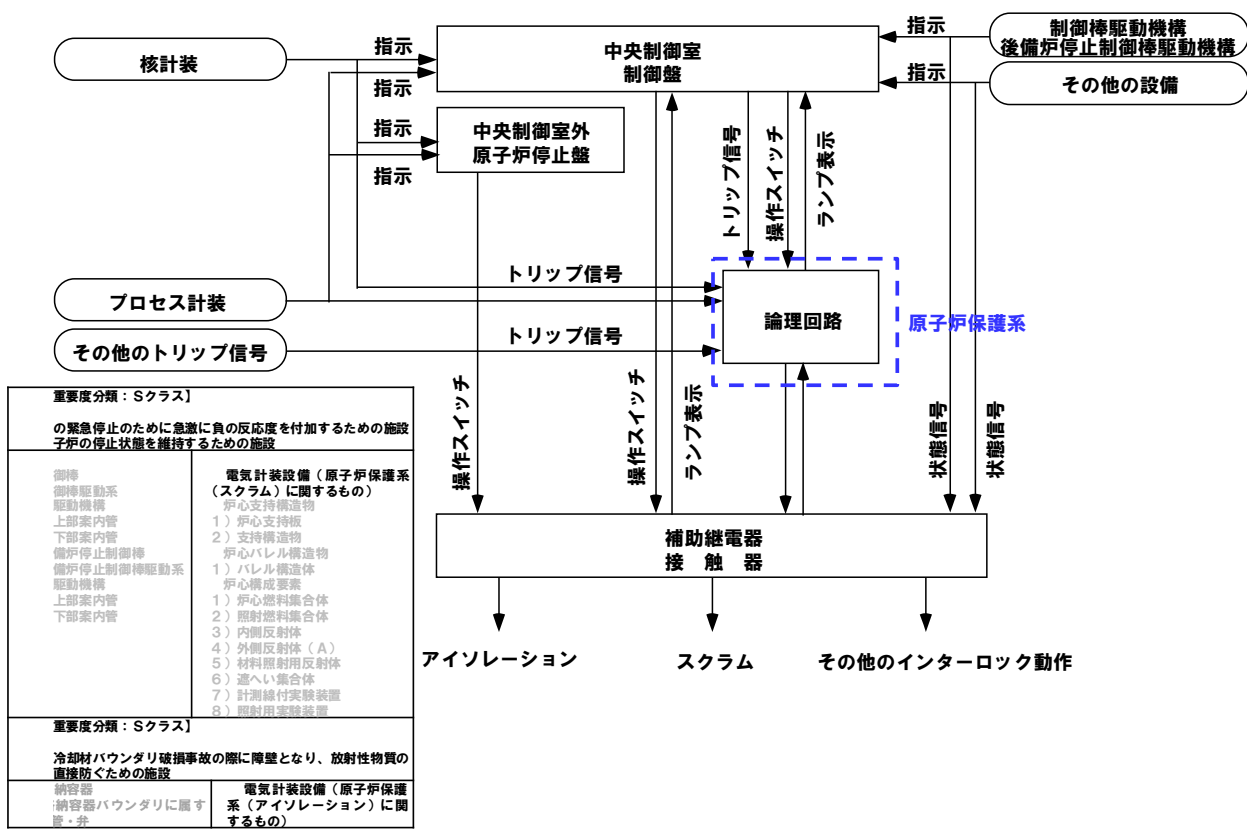 核計装
指示
指示
中央制御室
制御盤
指示
指示
制御棒駆動機構
後備炉停止制御棒駆動機構
その他の設備
指示
指示
中央制御室外
原子炉停止盤
トリップ信号
操作スイッチ
ランプ表示
プロセス計装
トリップ信号
論理回路
原子炉保護系
その他のトリップ信号
トリップ信号
操作スイッチ
操作スイッチ
ランプ表示
状態信号
状態信号
補助継電器
接触器
アイソレーション
スクラム
その他のインターロック動作
重要度分類：Ｓクラス】
の緊急停止のために急激に負の反応度を付加するための施設
子炉の停止状態を維持するための施設
御棒
御棒駆動系
駆動機構
上部案内管
下部案内管
備炉停止制御棒
備炉停止制御棒駆動系
駆動機構
上部案内管
下部案内管
電気計装設備（原子炉保護系
（スクラム）に関するもの）
炉心支持構造物
１）炉心支持板
２）支持構造物
炉心バレル構造物
１）バレル構造体
炉心構成要素
１）炉心燃料集合体
２）照射燃料集合体
３）内側反射体
４）外側反射体（Ａ）
５）材料照射用反射体
６）遮へい集合体
７）計測線付実験装置
８）照射用実験装置
重要度分類：Ｓクラス】
冷却材バウンダリ破損事故の際に障壁となり、放射性物質の
直接防ぐための施設
納容器
納容器バウンダリに属す
管・弁
電気計装設備（原子炉保護
系（アイソレーション）に関
するもの）